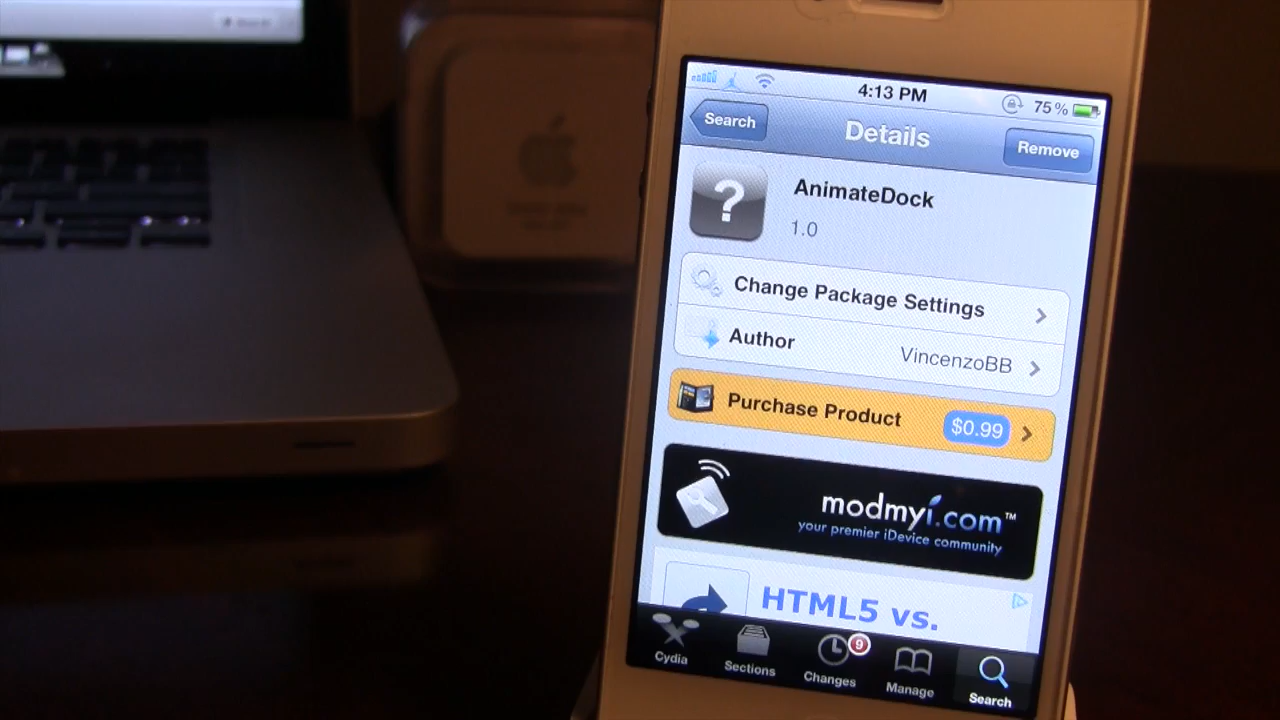 4:13 PM
75%
Search
Details
Remove
?
AnimateDock
1.0
Change Package Settings
Author
VincenzoBB
Purchase Product
$0.99
modmyi.com™
your premier iDevice community
HTML5 vs.
Cydia
Sections
Changes
9
Manage
Search